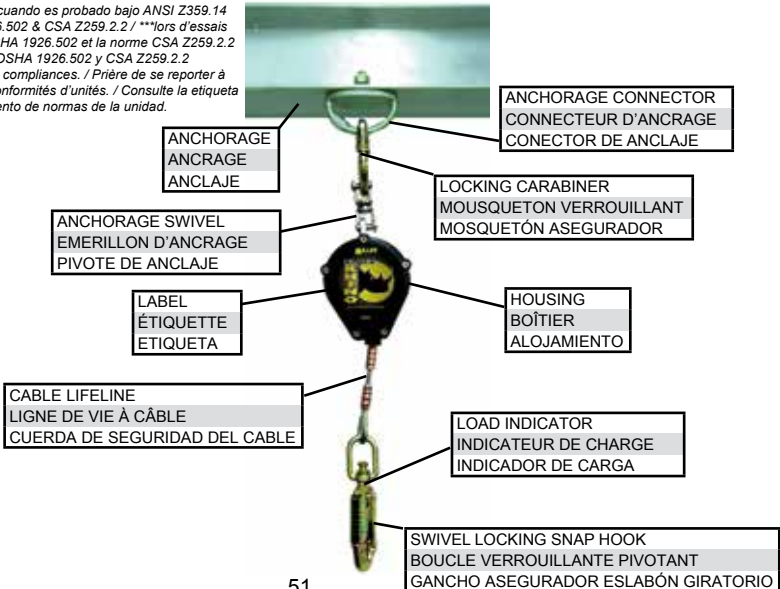 cuando es probado bajo ANSI Z359.14
.502 & CSA Z259.2.2 / ***lors d'essais
HA 1926.502 et la norme CSA Z259.2.2
OSHA 1926.502 y CSA Z259.2.2
compliances. / Prière de se reporter à
onformités d'unités. / Consulte la etiqueta
ento de normas de la unidad.
ANCHORAGE
ANCRAGE
ANCLAJE
ANCHORAGE CONNECTOR
CONNECTEUR D'ANCRAGE
CONECTOR DE ANCLAJE
LOCKING CARABINER
MOUSQUETON VERROUILLANT
MOSQUETÓN ASEGURADOR
ANCHORAGE SWIVEL
EMERILLON D'ANCRAGE
PIVOTE DE ANCLAJE
LABEL
ÉTIQUETTE
ETIQUETA
HOUSING
BOÎTIER
ALOJAMIENTO
CABLE LIFELINE
LIGNE DE VIE À CÂBLE
CUERDA DE SEGURIDAD DEL CABLE
LOAD INDICATOR
INDICATEUR DE CHARGE
INDICADOR DE CARGA
SWIVEL LOCKING SNAP HOOK
BOUCLE VERROUILLANTE PIVOTANT
GANCHO ASEGURADOR ESLABÓN GIRATORIO
51